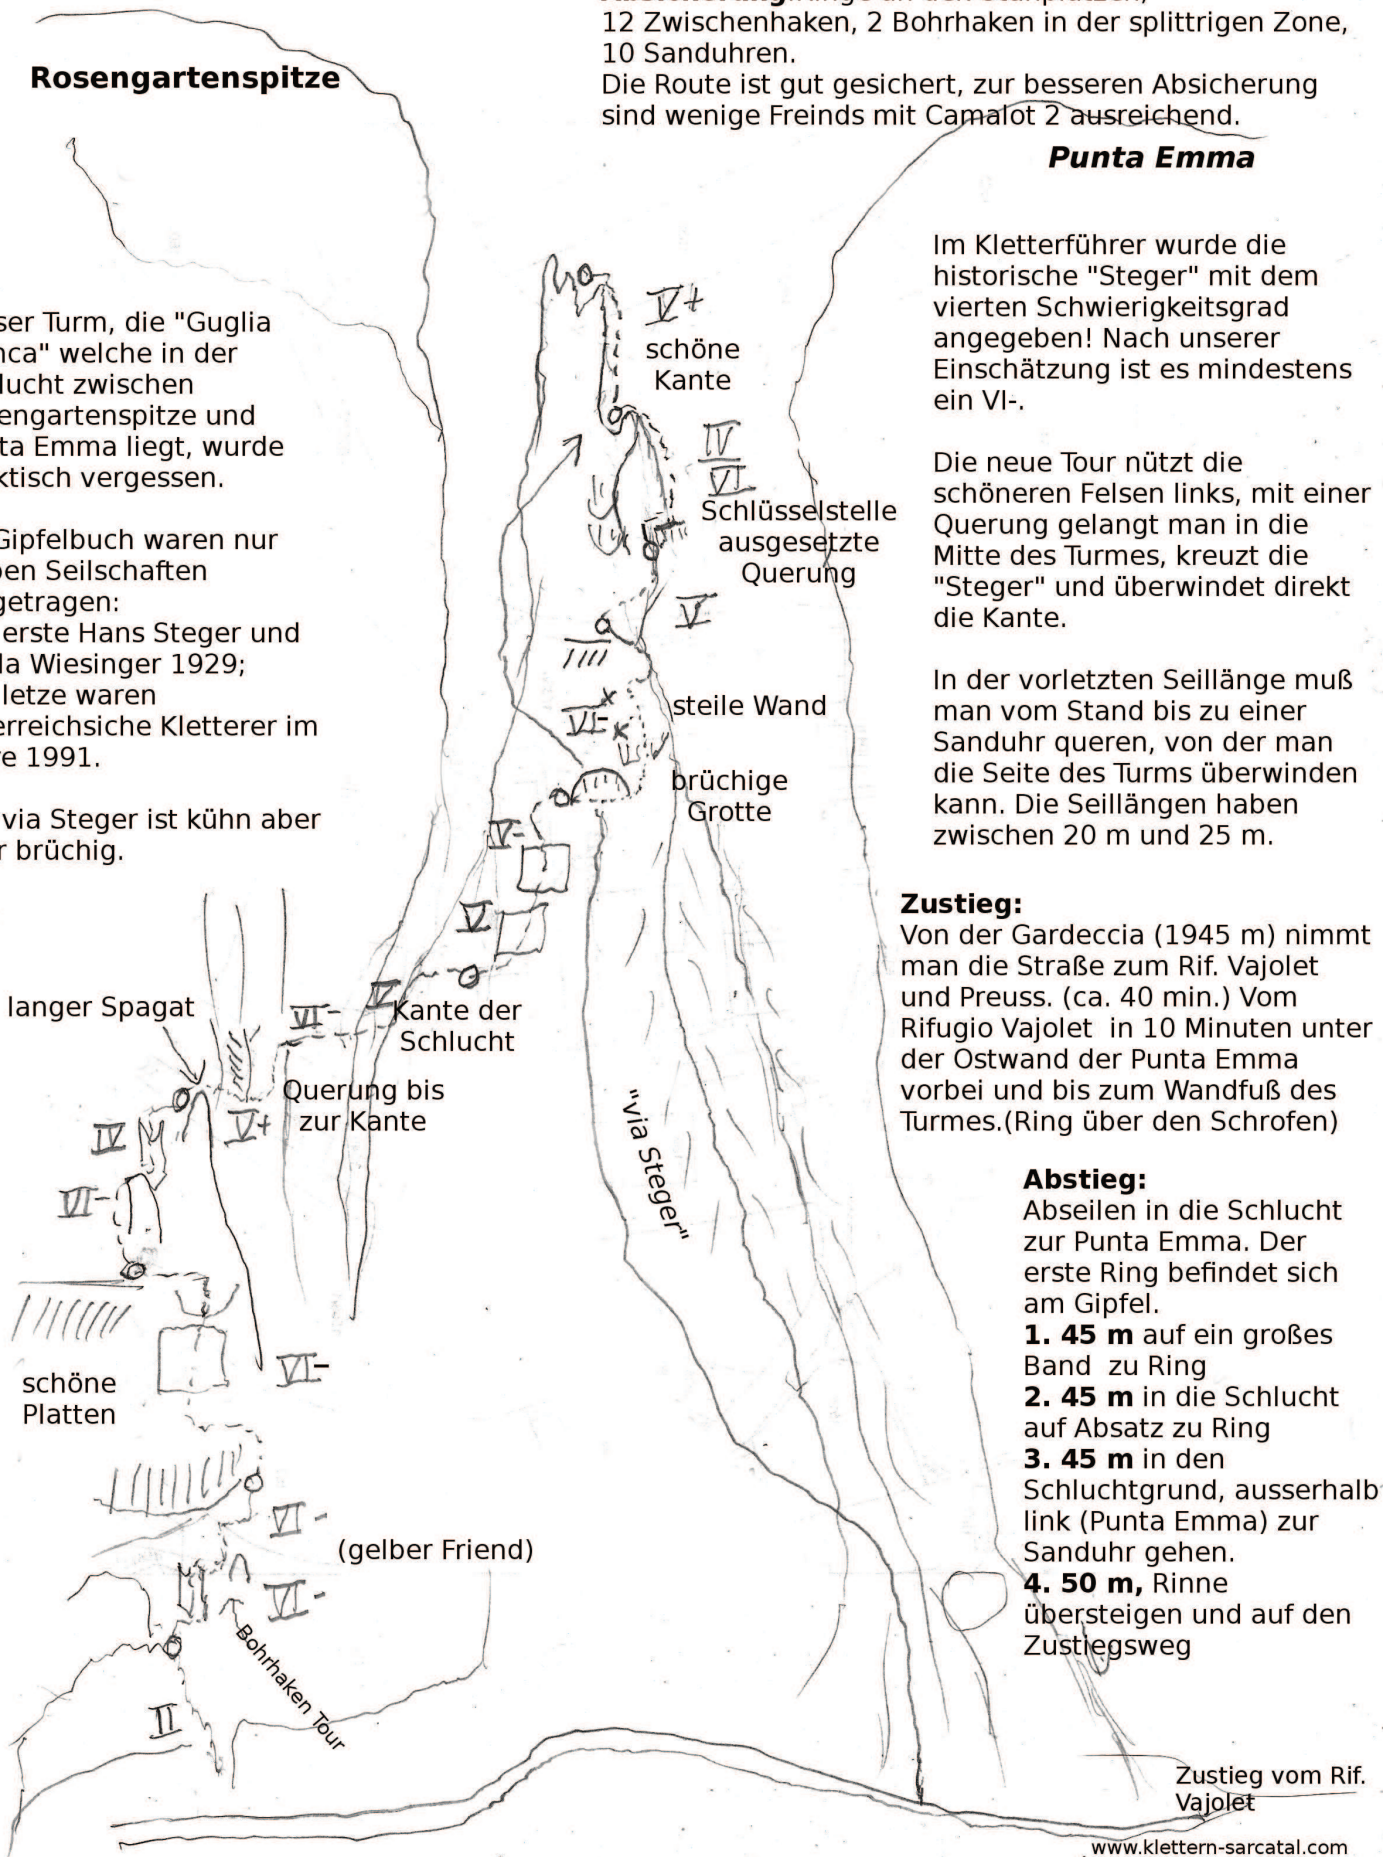 12 Zwischenhaken, 2 Bohrhaken in der splittrigen Zone,
10 Sanduhren.
Die Route ist gut gesichert, zur besseren Absicherung
sind wenige Freinds mit Camalot 2 ausreichend.
Rosengartenspitze
Punta Emma
ser Turm, die "Guglia
nca" welche in der
lucht zwischen
engartenspitze und
ta Emma liegt, wurde
ktisch vergessen.
Gipfelbuch waren nur
ben Seilschaften
getragen:
erste Hans Steger und
la Wiesinger 1929;
letze waren
erreichsiche Kletterer im
e 1991.
via Steger ist kühn aber
r brüchig.
V+
schöne
Kante
IV
VI
Schlüsselstelle
ausgesetzte
Querung
V
steile Wand
VI-
brüchige
Grotte
V-
V
V
Kante der
Schlucht
VI-
langer Spagat
Querung bis
zur Kante
V+
IV
VI-
"via Steger"
VI-
schöne
Platten
VI-
(gelber Friend)
VI-
Bohrhaken Tour
II
Im Kletterführer wurde die
historische "Steger" mit dem
vierten Schwierigkeitsgrad
angegeben! Nach unserer
Einschätzung ist es mindestens
ein VI-.
Die neue Tour nützt die
schöneren Felsen links, mit einer
Querung gelangt man in die
Mitte des Turmes, kreuzt die
"Steger" und überwindet direkt
die Kante.
In der vorletzten Seillänge muß
man vom Stand bis zu einer
Sanduhr queren, von der man
die Seite des Turms überwinden
kann. Die Seillängen haben
zwischen 20 m und 25 m.
Zustieg:
Von der Gardeccia (1945 m) nimmt
man die Straße zum Rif. Vajolet
und Preuss. (ca. 40 min.) Vom
Rifugio Vajolet in 10 Minuten unter
der Ostwand der Punta Emma
vorbei und bis zum Wandfuß des
Turmes.(Ring über den Schrofen)
Abstieg:
Abseilen in die Schlucht
zur Punta Emma. Der
erste Ring befindet sich
am Gipfel.
1. 45 m auf ein großes
Band zu Ring
2. 45 m in die Schlucht
auf Absatz zu Ring
3. 45 m in den
Schluchtgrund, ausserhalb
link (Punta Emma) zur
Sanduhr gehen.
4. 50 m, Rinne
übersteigen und auf den
Zustiegsweg
Zustieg vom Rif.
Vajolet
www.klettern-sarcatal.com